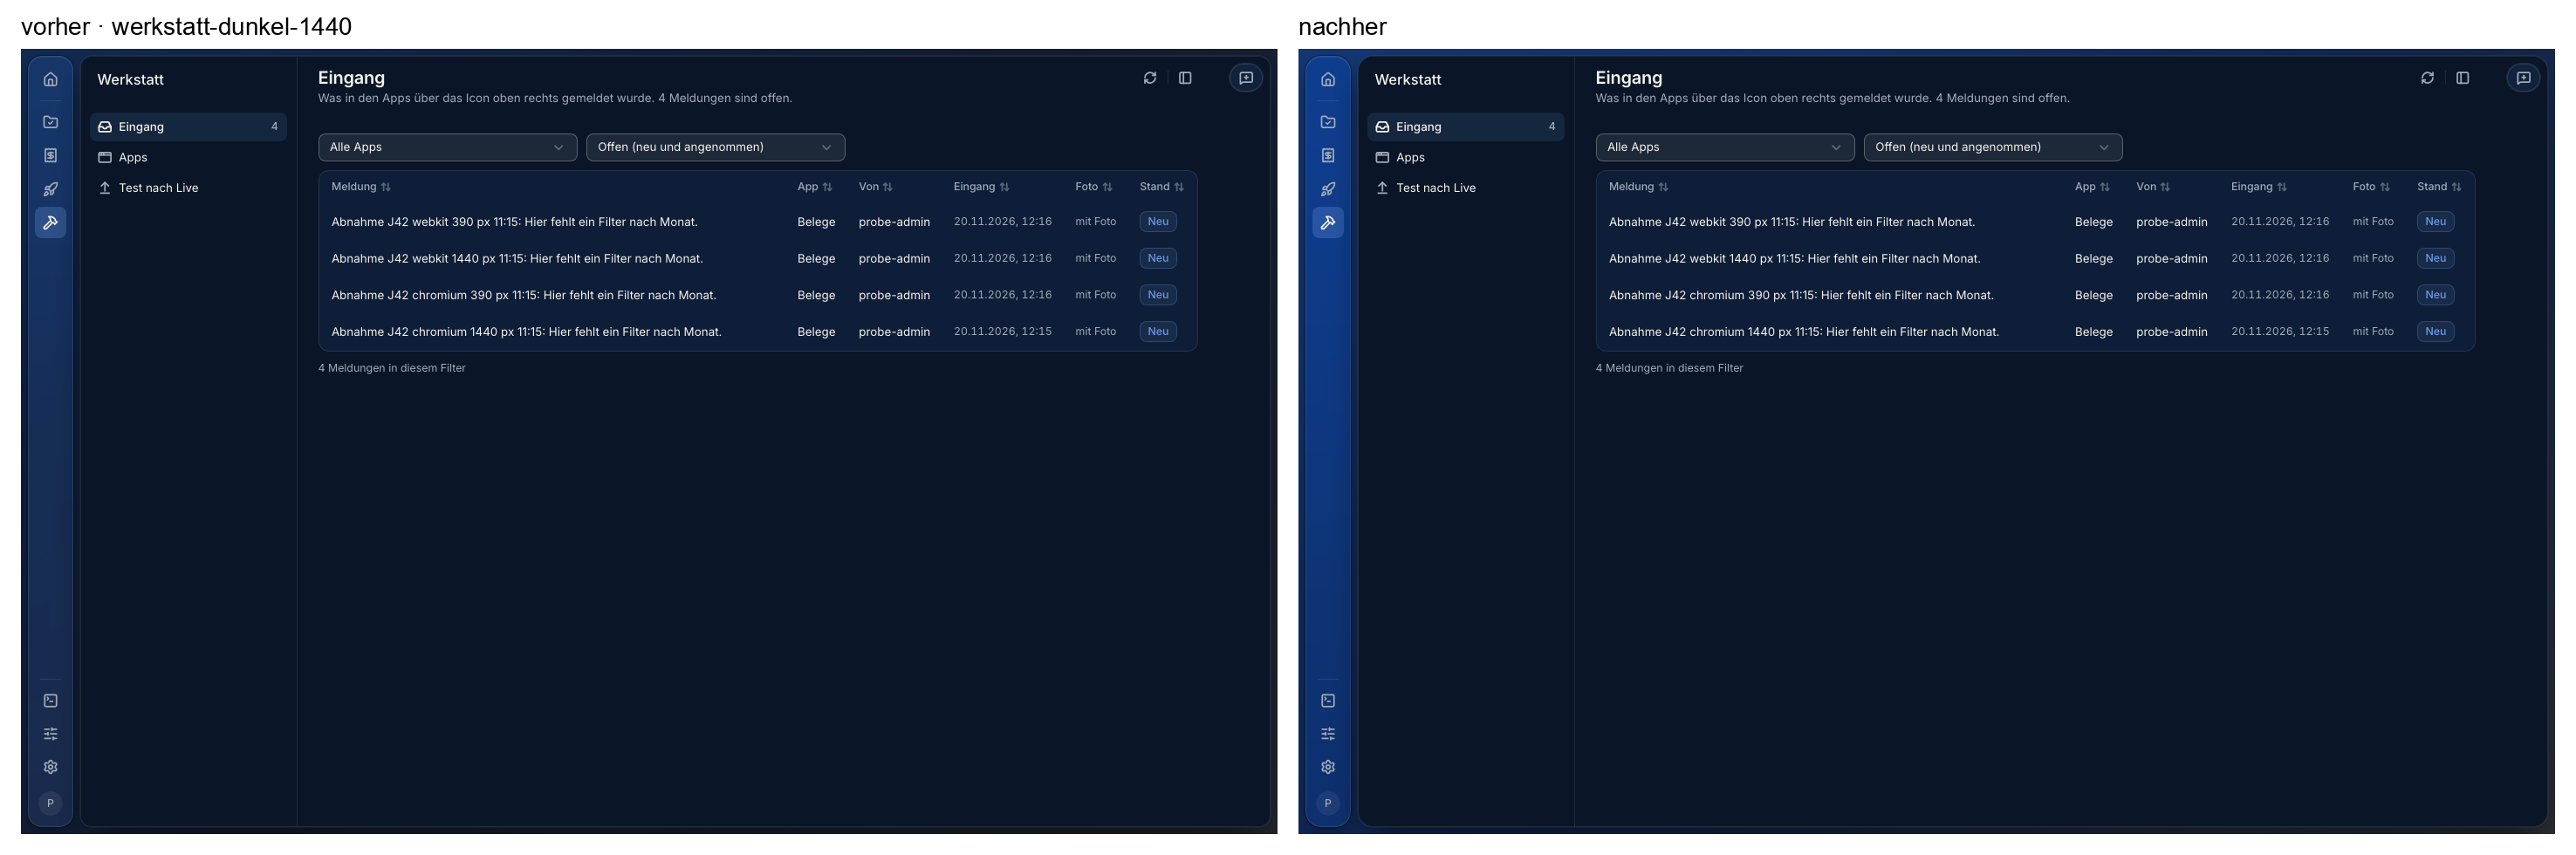 vorher · werkstatt-dunkel-1440
Werkstatt
Eingang 4
Apps
Test nach Live
Eingang
Was in den Apps über das Icon oben rechts gemeldet wurde. 4 Meldungen sind offen.
Alle Apps Offen (neu und angenommen)
Meldung App Von Eingang Foto Stand
Abnahme J42 webkit 390 px 11:15: Hier fehlt ein Filter nach Monat. Belege probe-admin 20.11.2026, 12:16 mit Foto Neu
Abnahme J42 webkit 1440 px 11:15: Hier fehlt ein Filter nach Monat. Belege probe-admin 20.11.2026, 12:16 mit Foto Neu
Abnahme J42 chromium 390 px 11:15: Hier fehlt ein Filter nach Monat. Belege probe-admin 20.11.2026, 12:16 mit Foto Neu
Abnahme J42 chromium 1440 px 11:15: Hier fehlt ein Filter nach Monat. Belege probe-admin 20.11.2026, 12:15 mit Foto Neu
4 Meldungen in diesem Filter
P
nachher
Werkstatt
Eingang 4
Apps
Test nach Live
Eingang
Was in den Apps über das Icon oben rechts gemeldet wurde. 4 Meldungen sind offen.
Alle Apps Offen (neu und angenommen)
Meldung App Von Eingang Foto Stand
Abnahme J42 webkit 390 px 11:15: Hier fehlt ein Filter nach Monat. Belege probe-admin 20.11.2026, 12:16 mit Foto Neu
Abnahme J42 webkit 1440 px 11:15: Hier fehlt ein Filter nach Monat. Belege probe-admin 20.11.2026, 12:16 mit Foto Neu
Abnahme J42 chromium 390 px 11:15: Hier fehlt ein Filter nach Monat. Belege probe-admin 20.11.2026, 12:16 mit Foto Neu
Abnahme J42 chromium 1440 px 11:15: Hier fehlt ein Filter nach Monat. Belege probe-admin 20.11.2026, 12:15 mit Foto Neu
4 Meldungen in diesem Filter
P